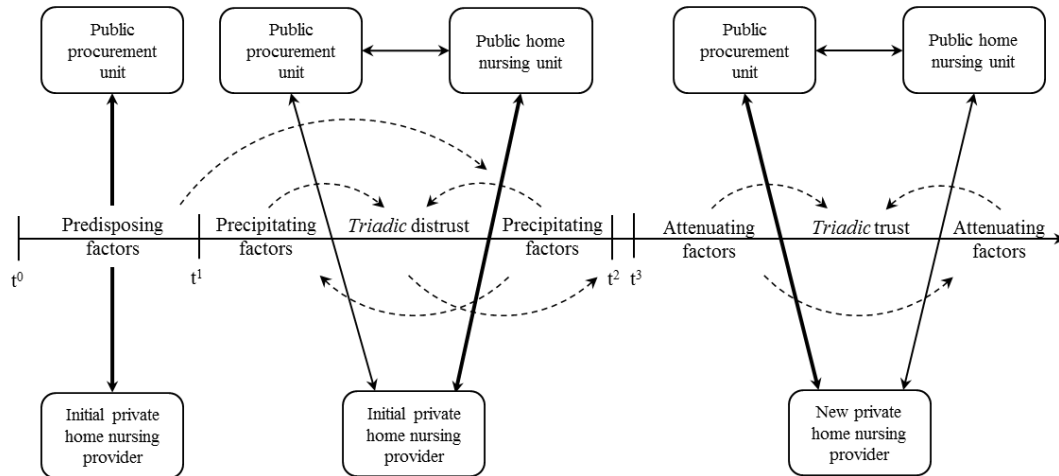 Public
procurement
unit
Public
procurement
unit
Public home
nursing unit
Public
procurement
unit
Public home
nursing unit
Predisposing
factors
Precipitating
factors
Triadic distrust
Precipitating
factors
Attenuating
factors
Triadic trust
Attenuating
factors
t⁰
t¹
t²
t³
Initial private
home nursing
provider
Initial private
home nursing
provider
New private
home nursing
provider